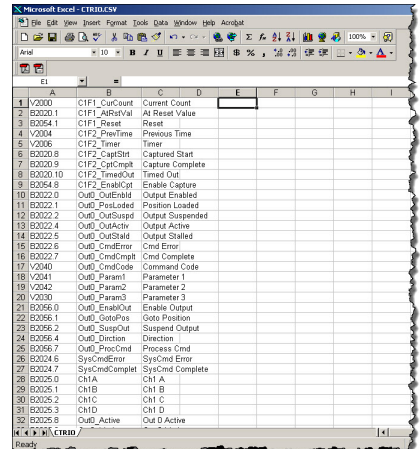 Microsoft Excel - CTRIO.CSV
File Edit View Insert Format Tools Data Window Help Acrobat
100%
Arial 10 B I U $ % ,
E1 =
A B C D E F G H I
1 V2000 C1F1_CurCount Current Count
2 B2020.1 C1F1_AtRstVal At Reset Value
3 B2054.1 C1F1_Reset Reset
4 V2004 C1F2_PrevTime Previous Time
5 V2006 C1F2_Timer Timer
6 B2020.8 C1F2_CaptStrt Captured Start
7 B2020.9 C1F2_CptCmplt Capture Complete
8 B2020.10 C1F2_TimedOut Timed Out
9 B2054.8 C1F2_EnablCpt Enable Capture
10 B2022.0 Out0_OutEnbld Output Enabled
11 B2022.1 Out0_PosLoded Position Loaded
12 B2022.2 Out0_OutSuspd Output Suspended
13 B2022.4 Out0_OutActiv Output Active
14 B2022.5 Out0_OutStald Output Stalled
15 B2022.6 Out0_CmdError Cmd Error
16 B2022.7 Out0_CmdCmplt Cmd Complete
17 V2040 Out0_CmdCode Command Code
18 V2041 Out0_Param1 Parameter 1
19 V2042 Out0_Param2 Parameter 2
20 V2030 Out0_Param3 Parameter 3
21 B2056.0 Out0_EnablOut Enable Output
22 B2056.1 Out0_GotoPos Goto Position
23 B2056.2 Out0_SuspOut Suspend Output
24 B2056.4 Out0_Dirction Direction
25 B2056.7 Out0_ProcCmd Process Cmd
26 B2024.6 SysCmdError SysCmd Error
27 B2024.7 SysCmdComplet SysCmd Complete
28 B2025.0 Ch1A Ch1 A
29 B2025.1 Ch1B Ch1 B
30 B2025.2 Ch1C Ch1 C
31 B2025.3 Ch1D Ch1 D
32 B2025.8 Out0_Active Out 0 Active
CTRIO
Ready